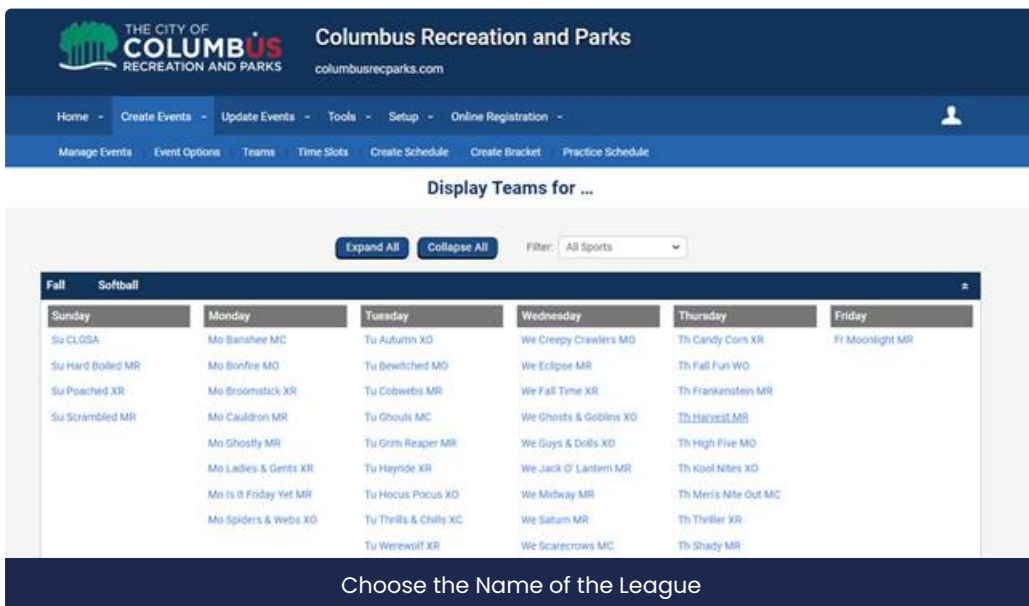 THE CITY OF
COLUMBUS
RECREATION AND PARKS
Columbus Recreation and Parks
columbusrecparks.com
Home Create Events Update Events Tools Setup Online Registration
Manage Events Event Options Teams Time Slots Create Schedule Create Bracket Practice Schedule
Display Teams for ...
Expand All Collapse All Filter: All Sports
Fall Softball
Sunday Monday Tuesday Wednesday Thursday Friday
Su CLGSA Mo Banshee MC Tu Autumn XO We Creepy Crawlers MO Th Candy Corn XR Fr Moonlight MR
Su Hard Boiled MR Mo Bonfire MO Tu Bewitched MO We Eclipse MR Th Fall Fun WO
Su Poached XR Mo Broomstick XR Tu Cobwebs MR We Fall Time XR Th Frankenstein MR
Su Scrambled MR Mo Cauldron MR Tu Ghouls MC We Ghosts & Goblins XO Th Harvest MR
Mo Ghostly MR Tu Grim Reaper MR We Guys & Dolls XO Th High Five MO
Mo Ladies & Gents XR Tu Hayride XR We Jack O' Lantern MR Th Kool Nites XO
Mo Is It Friday Yet MR Tu Hocus Pocus XO We Midway MR Th Men's Nite Out MC
Mo Spiders & Webs XO Tu Thrills & Chills XC We Saturn MR Th Thriller XR
Tu Werewolf XR We Scarecrows MC Th Shady MR
Choose the Name of the League